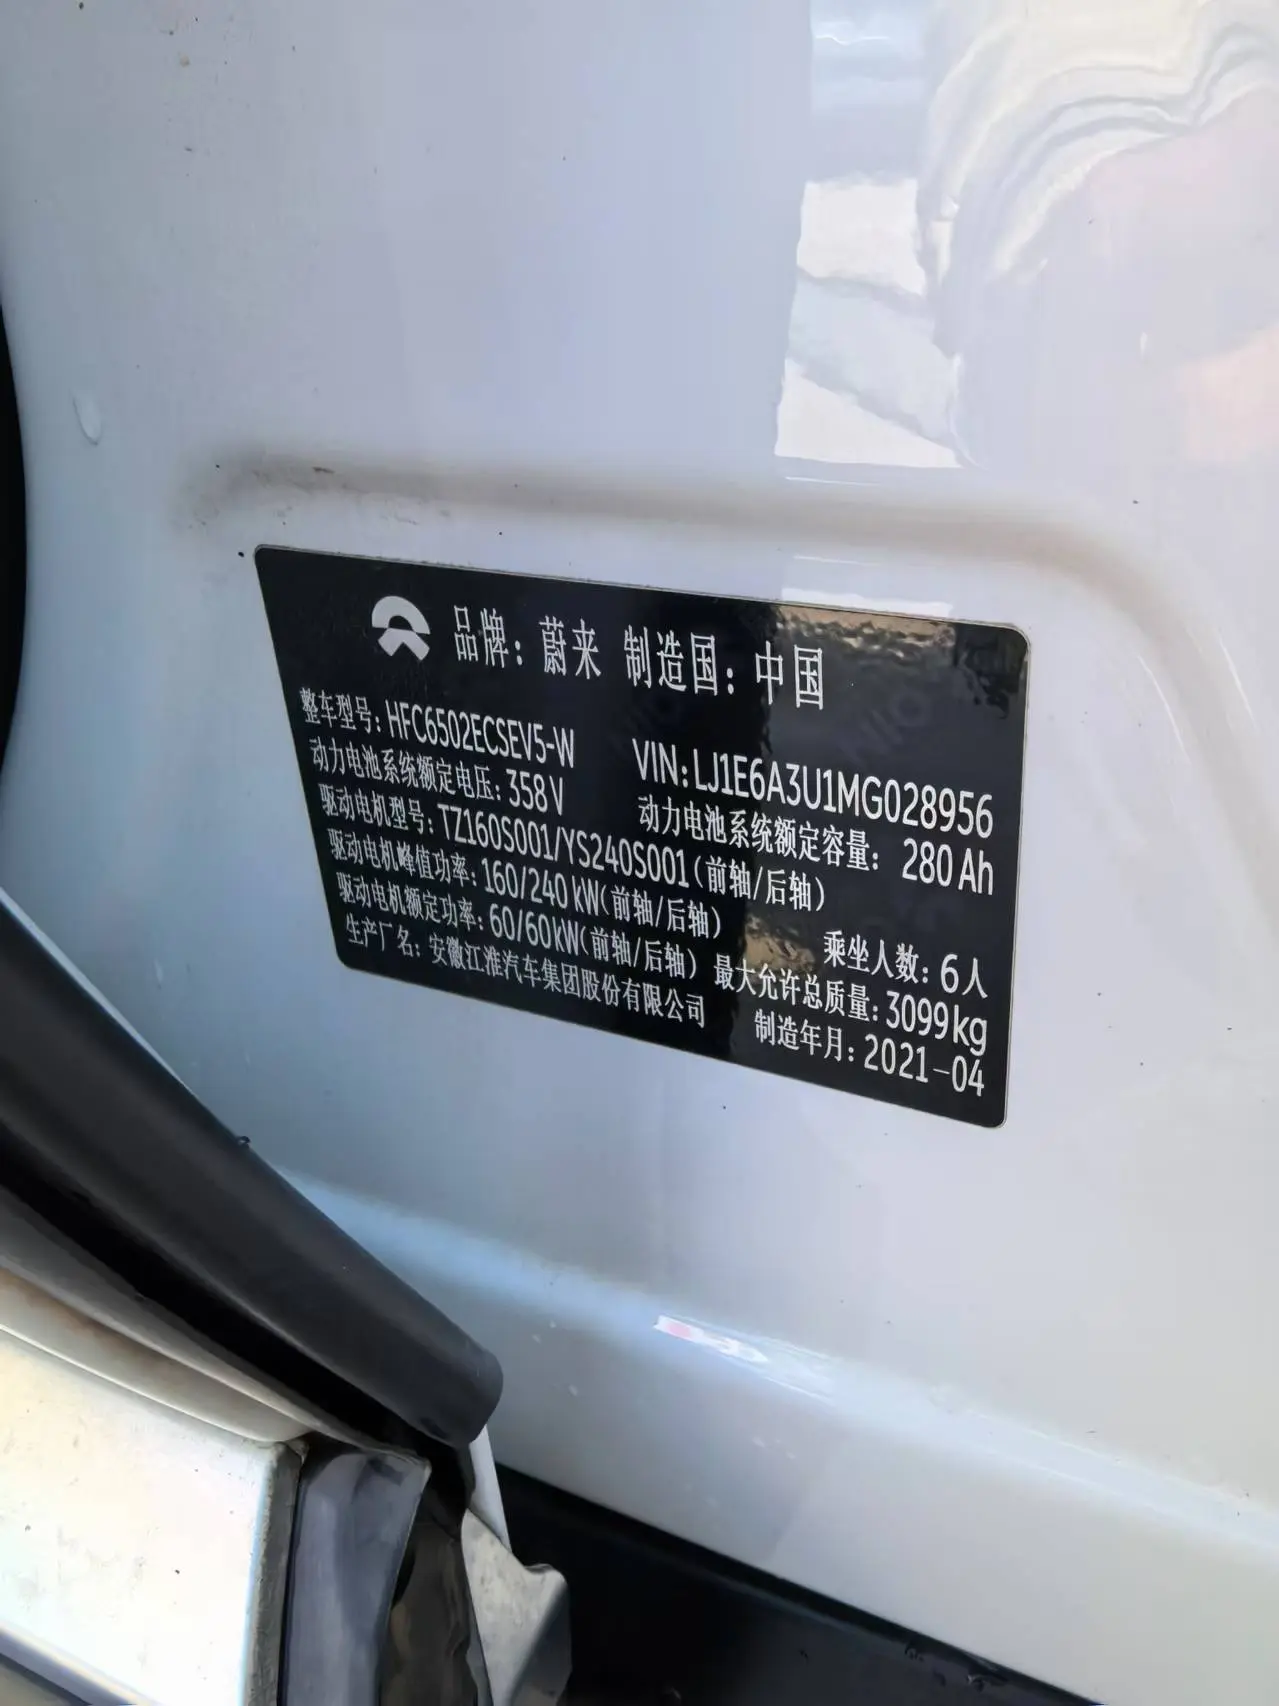 品牌：蔚来 制造国：中国
整车型号：HFC6502ECSEV5-W VIN:LJ1E6A3U1MG028956
动力电池系统额定电压：358V 动力电池系统额定容量：280Ah
驱动电机型号：TZ160S001/YS240S001(前轴/后轴)
驱动电机峰值功率：160/240kW(前轴/后轴) 乘坐人数：6人
驱动电机额定功率：60/60kW(前轴/后轴) 最大允许总质量：3099kg
生产厂名：安徽江淮汽车集团股份有限公司 制造年月：2021-04